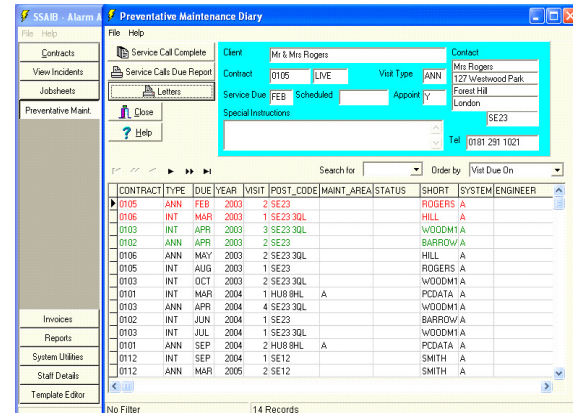 SSAIB - Alarm A
Preventative Maintenance Diary
File Help
File Help
Contracts
View Incidents
Jobsheets
Preventative Maint.
Invoices
Reports
System Utilities
Staff Details
Template Editor
Service Call Complete
Service Calls Due Report
Letters
Close
Help
Client Mr & Mrs Rogers
Contract 0105 LIVE Visit Type ANN
Service Due FEB Scheduled Appoint Y
Special Instructions
Contact
Mrs Rogers
127 Westwood Park
Forest Hill
London
SE23
Tel 0181 291 1021
Search for Order by Vist Due On
CONTRACT TYPE DUE YEAR VISIT POST_CODE MAINT_AREA STATUS SHORT SYSTEM ENGINEER
0105 ANN FEB 2003 2 SE23 ROGERS A
0106 INT MAR 2003 1 SE23 3QL HILL A
0103 INT APR 2003 3 SE23 3QL WOODM1 A
0102 ANN APR 2003 2 SE23 BARROW A
0106 ANN MAY 2003 2 SE23 3QL HILL A
0105 INT AUG 2003 1 SE23 ROGERS A
0103 INT OCT 2003 2 SE23 3QL WOODM1 A
0101 INT MAR 2004 1 HU8 8HL A PCDATA A
0103 ANN APR 2004 4 SE23 3QL WOODM1 A
0102 INT JUN 2004 1 SE23 BARROW A
0103 INT JUL 2004 1 SE23 3QL WOODM1 A
0101 ANN SEP 2004 2 HU8 8HL A PCDATA A
0112 INT SEP 2004 1 SE12 SMITH A
0112 ANN MAR 2005 2 SE12 SMITH A
No Filter 14 Records